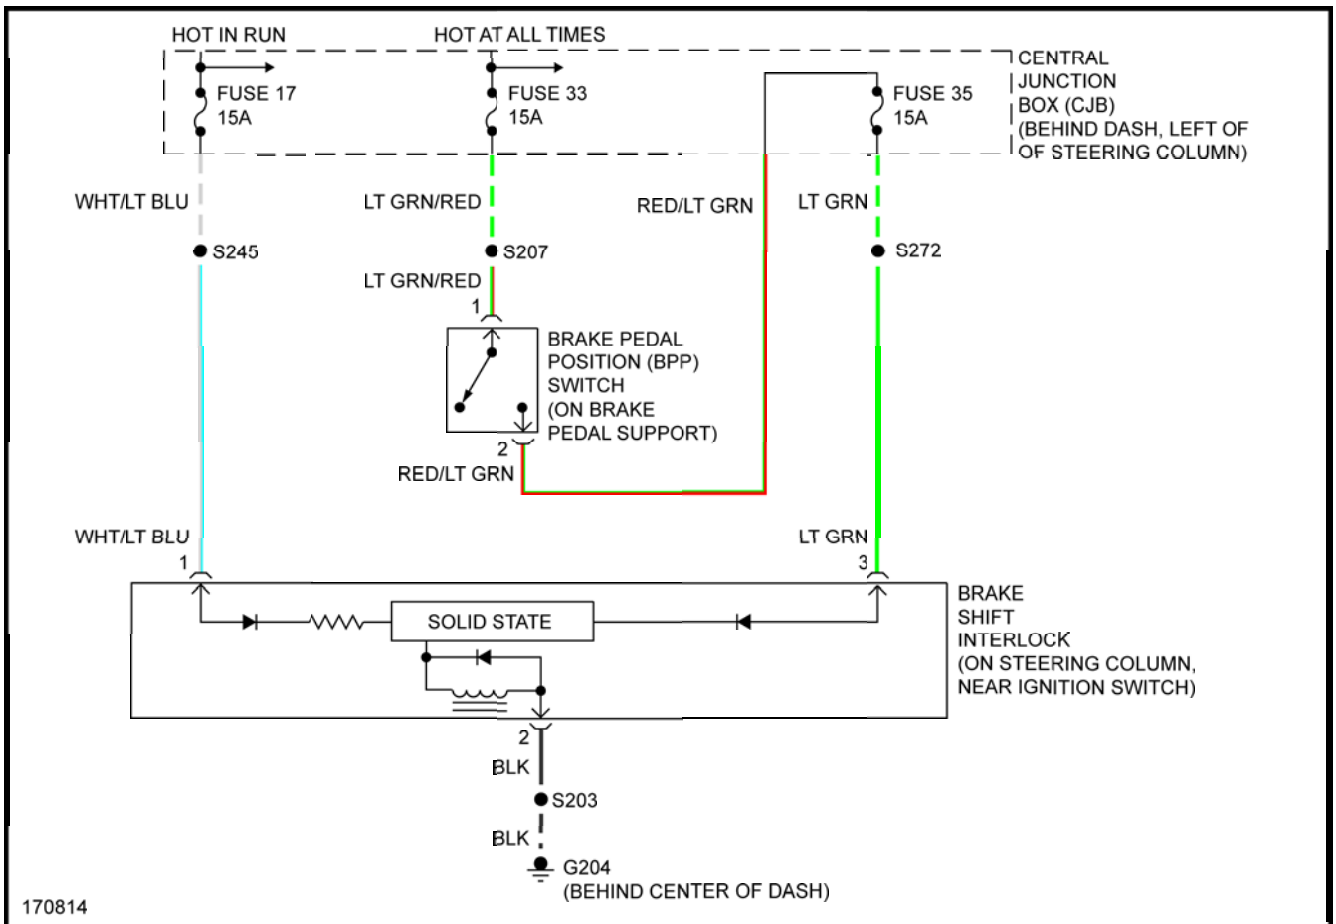 HOT IN RUN
HOT AT ALL TIMES
FUSE 17
15A
FUSE 33
15A
FUSE 35
15A
CENTRAL
JUNCTION
BOX (CJB)
(BEHIND DASH, LEFT OF
OF STEERING COLUMN)
WHT/LT BLU
LT GRN/RED
RED/LT GRN
LT GRN
S245
S207
S272
LT GRN/RED
1
BRAKE PEDAL
POSITION (BPP)
SWITCH
(ON BRAKE
PEDAL SUPPORT)
2
RED/LT GRN
WHT/LT BLU
1
LT GRN
3
SOLID STATE
BRAKE
SHIFT
INTERLOCK
(ON STEERING COLUMN,
NEAR IGNITION SWITCH)
2
BLK
S203
BLK
G204
(BEHIND CENTER OF DASH)
170814